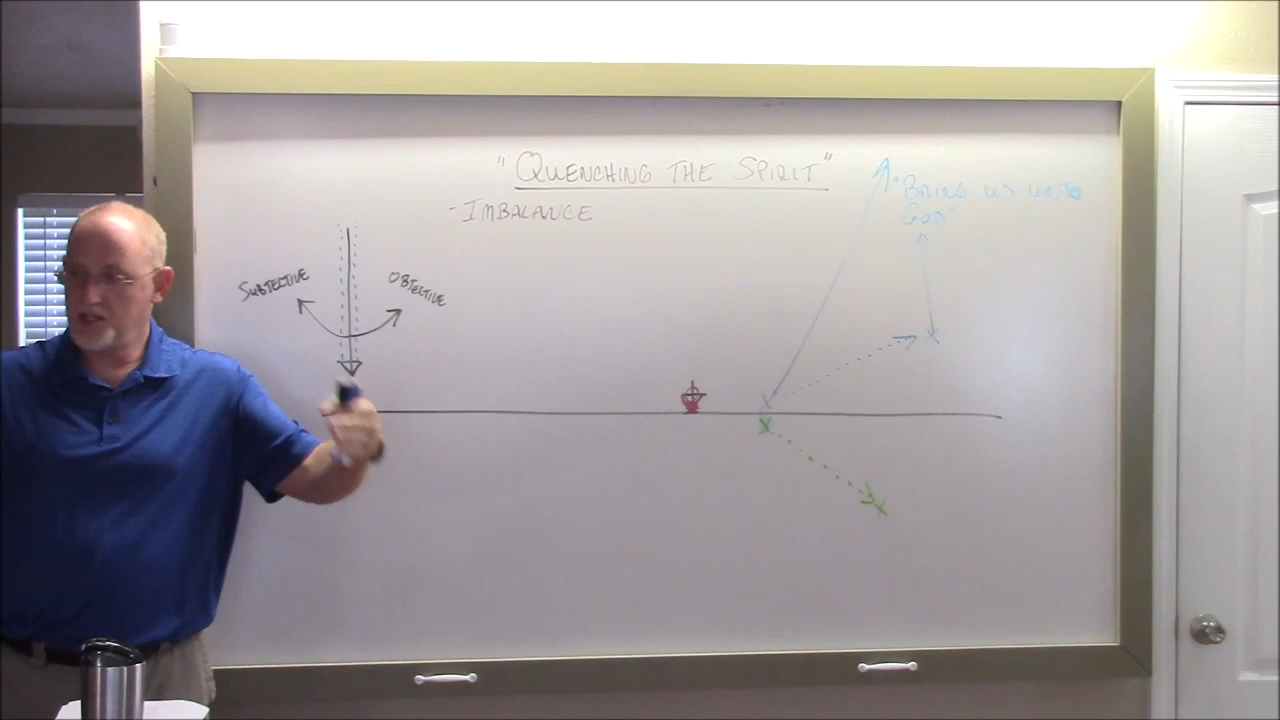 "QUENCHING THE SPIRIT"
- IMBALANCE
SUBJECTIVE
OBJECTIVE
"BRING US UNTO
GOD"